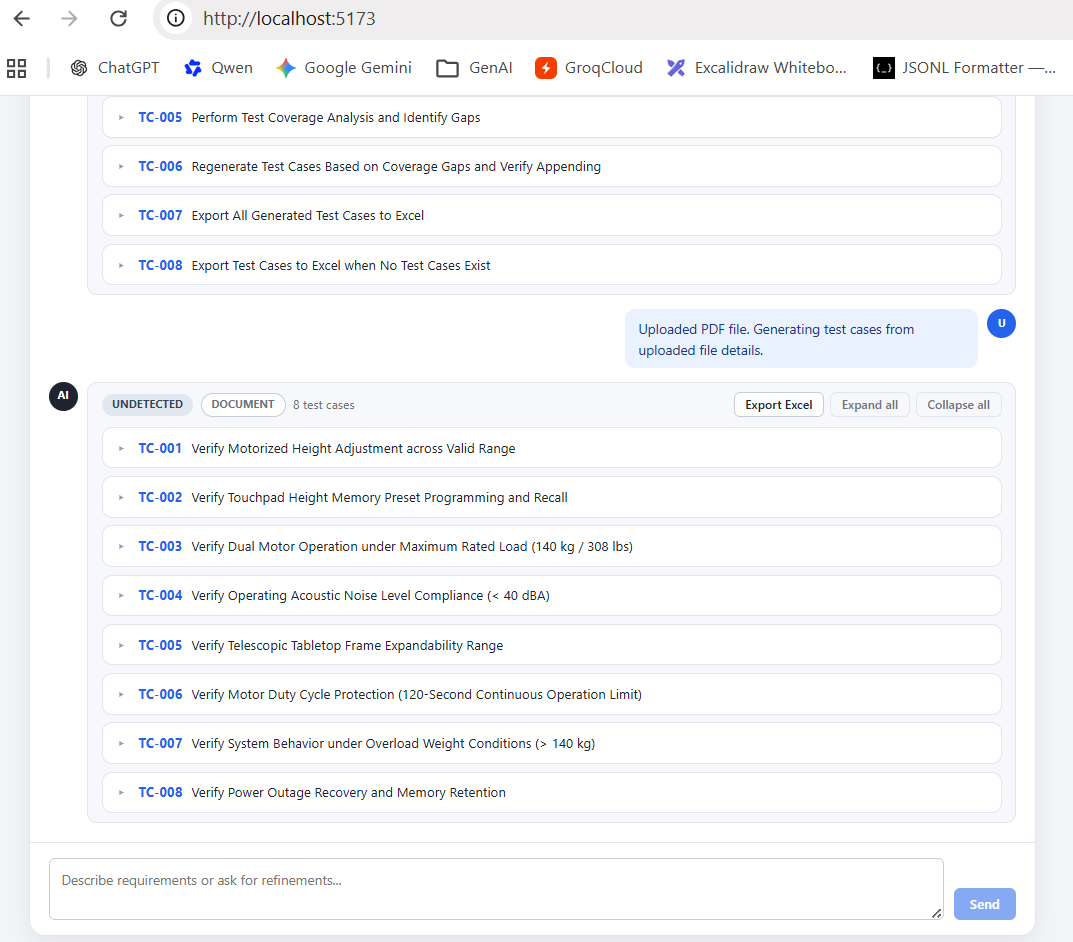 http://localhost:5173
ChatGPT
Qwen
Google Gemini
GenAI
GroqCloud
Excalidraw Whitebo...
{..}
JSONL Formatter —...
TC-005 Perform Test Coverage Analysis and Identify Gaps
TC-006 Regenerate Test Cases Based on Coverage Gaps and Verify Appending
TC-007 Export All Generated Test Cases to Excel
TC-008 Export Test Cases to Excel when No Test Cases Exist
Uploaded PDF file. Generating test cases from
uploaded file details.
U
AI
UNDETECTED DOCUMENT 8 test cases Export Excel Expand all Collapse all
TC-001 Verify Motorized Height Adjustment across Valid Range
TC-002 Verify Touchpad Height Memory Preset Programming and Recall
TC-003 Verify Dual Motor Operation under Maximum Rated Load (140 kg / 308 lbs)
TC-004 Verify Operating Acoustic Noise Level Compliance (< 40 dBA)
TC-005 Verify Telescopic Tabletop Frame Expandability Range
TC-006 Verify Motor Duty Cycle Protection (120-Second Continuous Operation Limit)
TC-007 Verify System Behavior under Overload Weight Conditions (> 140 kg)
TC-008 Verify Power Outage Recovery and Memory Retention
Describe requirements or ask for refinements...
Send